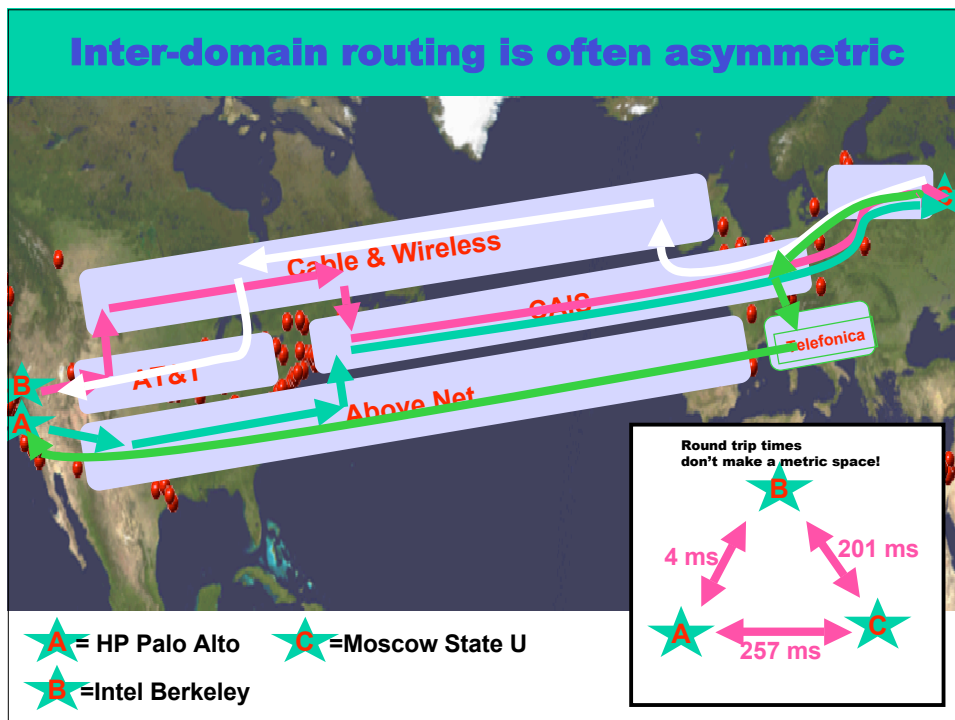 Inter-domain routing is often asymmetric
C
Cable & Wireless
CAIS
Telefonica
B
AT&T
A
Above Net
Round trip times
don't make a metric space!
B
4 ms
201 ms
A
C
257 ms
A = HP Palo Alto
C =Moscow State U
B =Intel Berkeley